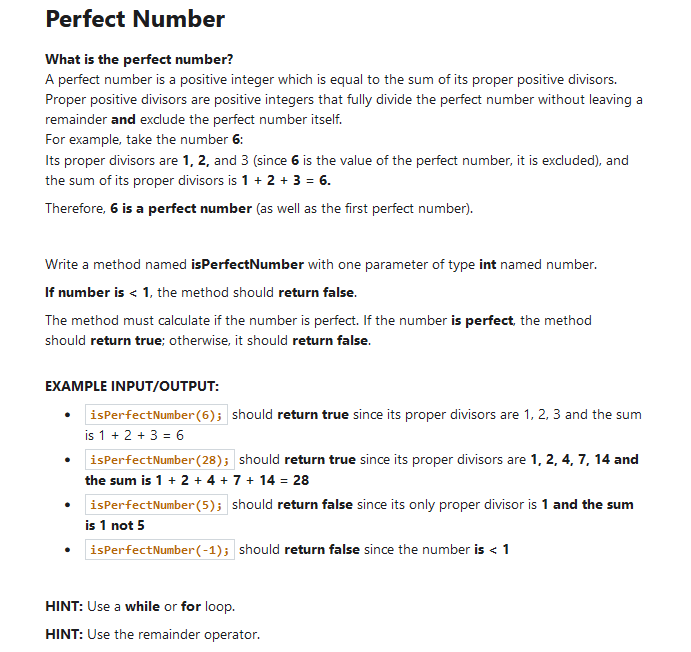 Perfect Number
What is the perfect number?
A perfect number is a positive integer which is equal to the sum of its proper positive divisors.
Proper positive divisors are positive integers that fully divide the perfect number without leaving a
remainder and exclude the perfect number itself.
For example, take the number 6:
Its proper divisors are 1, 2, and 3 (since 6 is the value of the perfect number, it is excluded), and
the sum of its proper divisors is 1 + 2 + 3 = 6.
Therefore, 6 is a perfect number (as well as the first perfect number).
Write a method named isPerfectNumber with one parameter of type int named number.
If number is < 1, the method should return false.
The method must calculate if the number is perfect. If the number is perfect, the method
should return true; otherwise, it should return false.
EXAMPLE INPUT/OUTPUT:
• isPerfectNumber(6); should return true since its proper divisors are 1, 2, 3 and the sum
is 1 + 2 + 3 = 6
• isPerfectNumber(28); should return true since its proper divisors are 1, 2, 4, 7, 14 and
the sum is 1 + 2 + 4 + 7 + 14 = 28
• isPerfectNumber(5); should return false since its only proper divisor is 1 and the sum
is 1 not 5
• isPerfectNumber(-1); should return false since the number is < 1
HINT: Use a while or for loop.
HINT: Use the remainder operator.